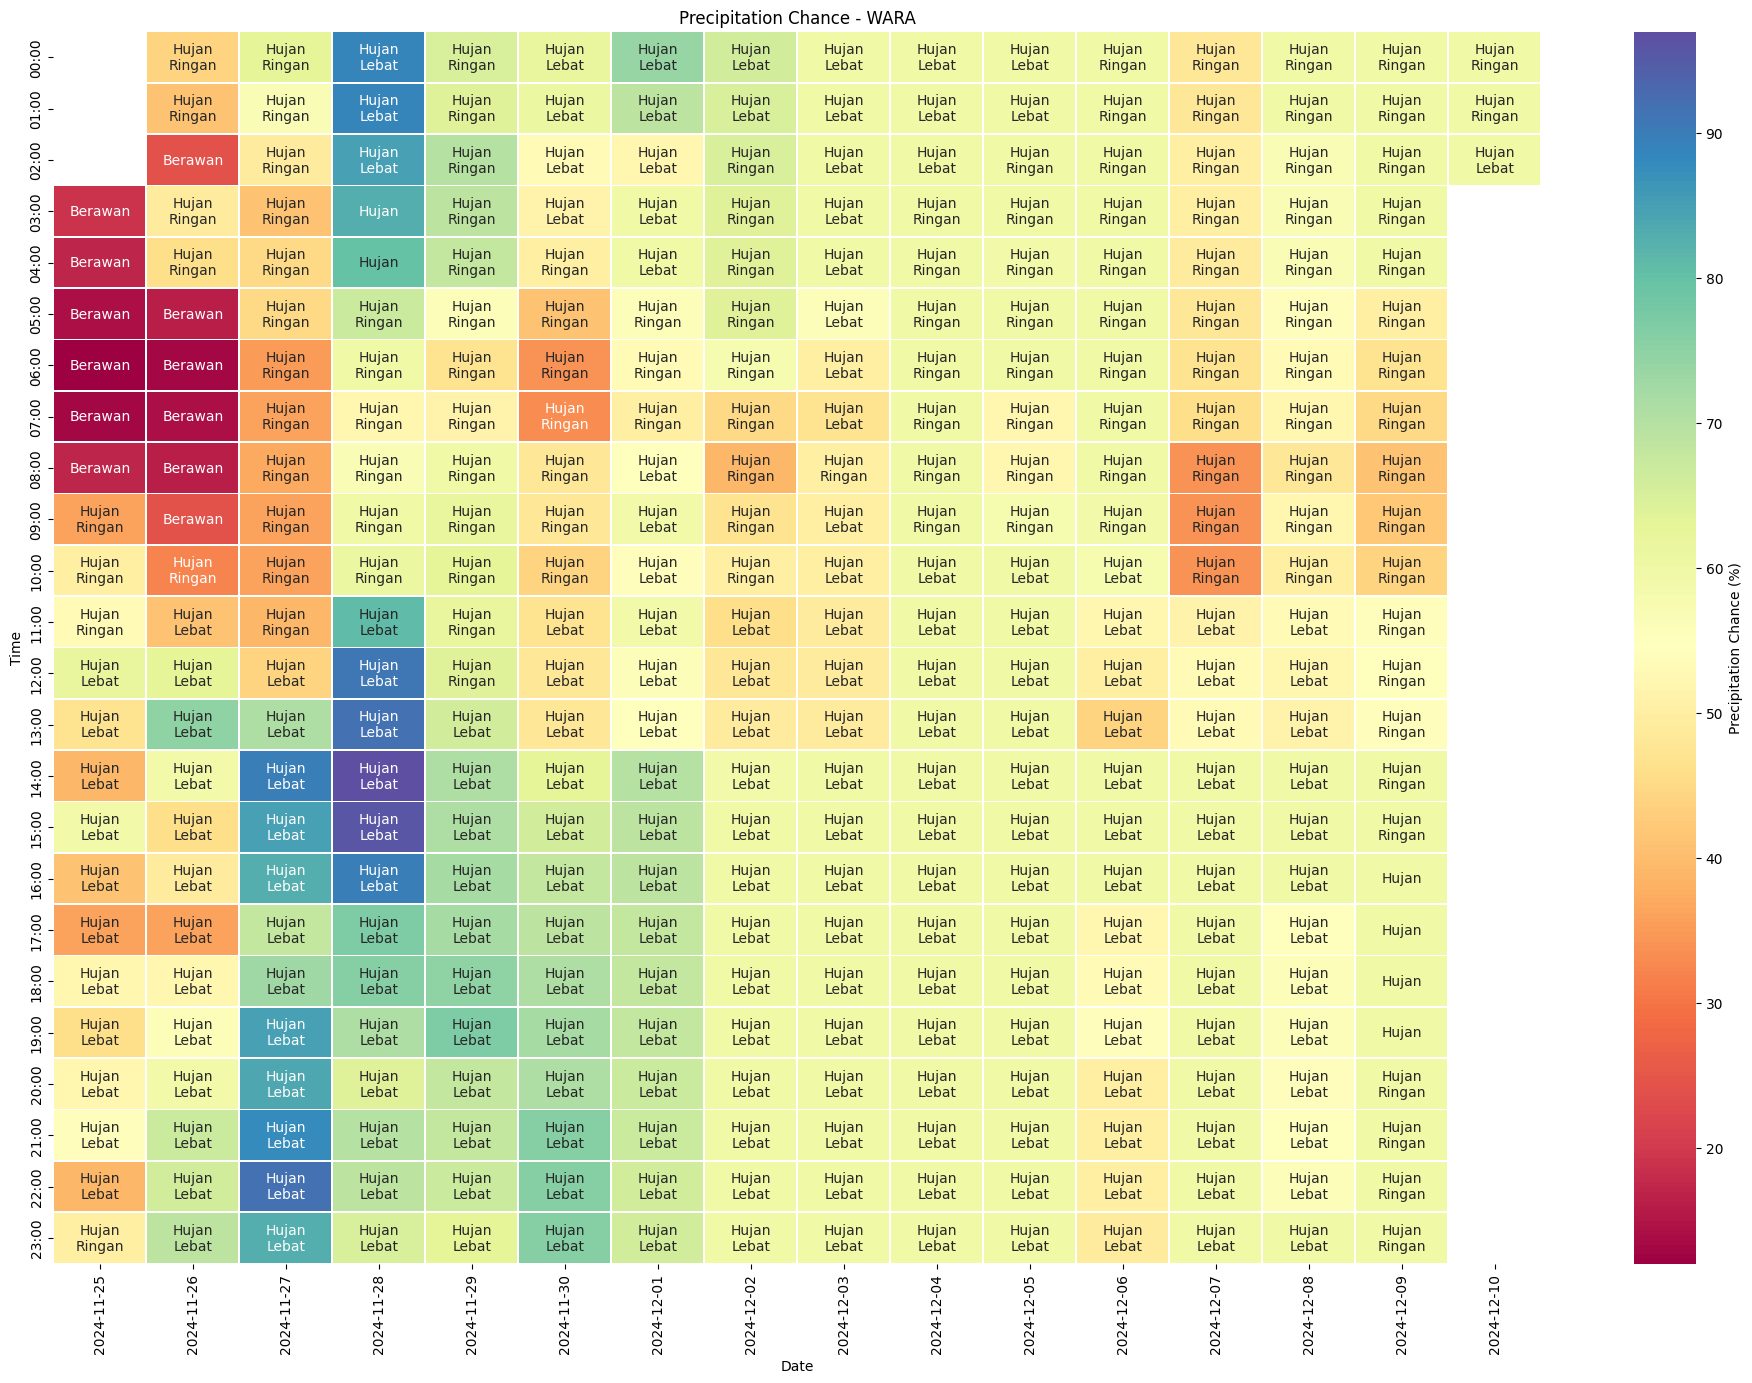 Precipitation Chance - WARA
00:00 Hujan Ringan Hujan Ringan Hujan Lebat Hujan Ringan Hujan Lebat Hujan Lebat Hujan Lebat Hujan Lebat Hujan Lebat Hujan Lebat Hujan Ringan Hujan Ringan Hujan Ringan Hujan Ringan Hujan Ringan
01:00 Hujan Ringan Hujan Ringan Hujan Lebat Hujan Ringan Hujan Lebat Hujan Lebat Hujan Lebat Hujan Lebat Hujan Lebat Hujan Ringan Hujan Ringan Hujan Ringan Hujan Ringan Hujan Ringan Hujan Ringan
02:00 Berawan Hujan Ringan Hujan Lebat Hujan Ringan Hujan Lebat Hujan Lebat Hujan Ringan Hujan Lebat Hujan Lebat Hujan Ringan Hujan Ringan Hujan Ringan Hujan Ringan Hujan Ringan Hujan Lebat
03:00 Berawan Hujan Ringan Hujan Ringan Hujan Hujan Ringan Hujan Lebat Hujan Lebat Hujan Ringan Hujan Lebat Hujan Ringan Hujan Ringan Hujan Ringan Hujan Ringan Hujan Ringan Hujan Ringan
04:00 Berawan Hujan Ringan Hujan Ringan Hujan Hujan Ringan Hujan Ringan Hujan Lebat Hujan Ringan Hujan Lebat Hujan Ringan Hujan Ringan Hujan Ringan Hujan Ringan Hujan Ringan Hujan Ringan
05:00 Berawan Berawan Hujan Ringan Hujan Ringan Hujan Ringan Hujan Ringan Hujan Ringan Hujan Ringan Hujan Lebat Hujan Ringan Hujan Ringan Hujan Ringan Hujan Ringan Hujan Ringan Hujan Ringan
06:00 Berawan Berawan Hujan Ringan Hujan Ringan Hujan Ringan Hujan Ringan Hujan Ringan Hujan Ringan Hujan Lebat Hujan Ringan Hujan Ringan Hujan Ringan Hujan Ringan Hujan Ringan Hujan Ringan
07:00 Berawan Berawan Hujan Ringan Hujan Ringan Hujan Ringan Hujan Ringan Hujan Ringan Hujan Ringan Hujan Lebat Hujan Ringan Hujan Ringan Hujan Ringan Hujan Ringan Hujan Ringan Hujan Ringan
08:00 Berawan Berawan Hujan Ringan Hujan Ringan Hujan Ringan Hujan Ringan Hujan Lebat Hujan Ringan Hujan Ringan Hujan Ringan Hujan Ringan Hujan Ringan Hujan Ringan Hujan Ringan Hujan Ringan
09:00 Hujan Ringan Berawan Hujan Ringan Hujan Ringan Hujan Ringan Hujan Ringan Hujan Lebat Hujan Ringan Hujan Lebat Hujan Ringan Hujan Ringan Hujan Ringan Hujan Ringan Hujan Ringan Hujan Ringan
10:00 Hujan Ringan Hujan Ringan Hujan Ringan Hujan Ringan Hujan Ringan Hujan Ringan Hujan Lebat Hujan Ringan Hujan Lebat Hujan Lebat Hujan Lebat Hujan Lebat Hujan Ringan Hujan Ringan Hujan Ringan
11:00 Hujan Ringan Hujan Lebat Hujan Ringan Hujan Lebat Hujan Ringan Hujan Lebat Hujan Lebat Hujan Lebat Hujan Lebat Hujan Lebat Hujan Lebat Hujan Lebat Hujan Lebat Hujan Lebat Hujan Ringan
12:00 Hujan Lebat Hujan Lebat Hujan Lebat Hujan Lebat Hujan Ringan Hujan Lebat Hujan Lebat Hujan Lebat Hujan Lebat Hujan Lebat Hujan Lebat Hujan Lebat Hujan Lebat Hujan Lebat Hujan Ringan
13:00 Hujan Lebat Hujan Lebat Hujan Lebat Hujan Lebat Hujan Lebat Hujan Lebat Hujan Lebat Hujan Lebat Hujan Lebat Hujan Lebat Hujan Lebat Hujan Lebat Hujan Lebat Hujan Lebat Hujan Ringan
14:00 Hujan Lebat Hujan Lebat Hujan Lebat Hujan Lebat Hujan Lebat Hujan Lebat Hujan Lebat Hujan Lebat Hujan Lebat Hujan Lebat Hujan Lebat Hujan Lebat Hujan Lebat Hujan Lebat Hujan Ringan
15:00 Hujan Lebat Hujan Lebat Hujan Lebat Hujan Lebat Hujan Lebat Hujan Lebat Hujan Lebat Hujan Lebat Hujan Lebat Hujan Lebat Hujan Lebat Hujan Lebat Hujan Lebat Hujan Lebat Hujan Ringan
16:00 Hujan Lebat Hujan Lebat Hujan Lebat Hujan Lebat Hujan Lebat Hujan Lebat Hujan Lebat Hujan Lebat Hujan Lebat Hujan Lebat Hujan Lebat Hujan Lebat Hujan Lebat Hujan Lebat Hujan
17:00 Hujan Lebat Hujan Lebat Hujan Lebat Hujan Lebat Hujan Lebat Hujan Lebat Hujan Lebat Hujan Lebat Hujan Lebat Hujan Lebat Hujan Lebat Hujan Lebat Hujan Lebat Hujan Lebat Hujan
18:00 Hujan Lebat Hujan Lebat Hujan Lebat Hujan Lebat Hujan Lebat Hujan Lebat Hujan Lebat Hujan Lebat Hujan Lebat Hujan Lebat Hujan Lebat Hujan Lebat Hujan Lebat Hujan Lebat Hujan
19:00 Hujan Lebat Hujan Lebat Hujan Lebat Hujan Lebat Hujan Lebat Hujan Lebat Hujan Lebat Hujan Lebat Hujan Lebat Hujan Lebat Hujan Lebat Hujan Lebat Hujan Lebat Hujan Lebat Hujan
20:00 Hujan Lebat Hujan Lebat Hujan Lebat Hujan Lebat Hujan Lebat Hujan Lebat Hujan Lebat Hujan Lebat Hujan Lebat Hujan Lebat Hujan Lebat Hujan Lebat Hujan Lebat Hujan Lebat Hujan Ringan
21:00 Hujan Lebat Hujan Lebat Hujan Lebat Hujan Lebat Hujan Lebat Hujan Lebat Hujan Lebat Hujan Lebat Hujan Lebat Hujan Lebat Hujan Lebat Hujan Lebat Hujan Lebat Hujan Lebat Hujan Ringan
22:00 Hujan Lebat Hujan Lebat Hujan Lebat Hujan Lebat Hujan Lebat Hujan Lebat Hujan Lebat Hujan Lebat Hujan Lebat Hujan Lebat Hujan Lebat Hujan Lebat Hujan Lebat Hujan Lebat Hujan Ringan
23:00 Hujan Ringan Hujan Lebat Hujan Lebat Hujan Lebat Hujan Lebat Hujan Lebat Hujan Lebat Hujan Lebat Hujan Lebat Hujan Lebat Hujan Lebat Hujan Lebat Hujan Lebat Hujan Lebat Hujan Ringan
Time
2024-11-25 2024-11-26 2024-11-27 2024-11-28 2024-11-29 2024-11-30 2024-12-01 2024-12-02 2024-12-03 2024-12-04 2024-12-05 2024-12-06 2024-12-07 2024-12-08 2024-12-09 2024-12-10
Date
90
80
70
60
50
40
30
20
Precipitation Chance (%)